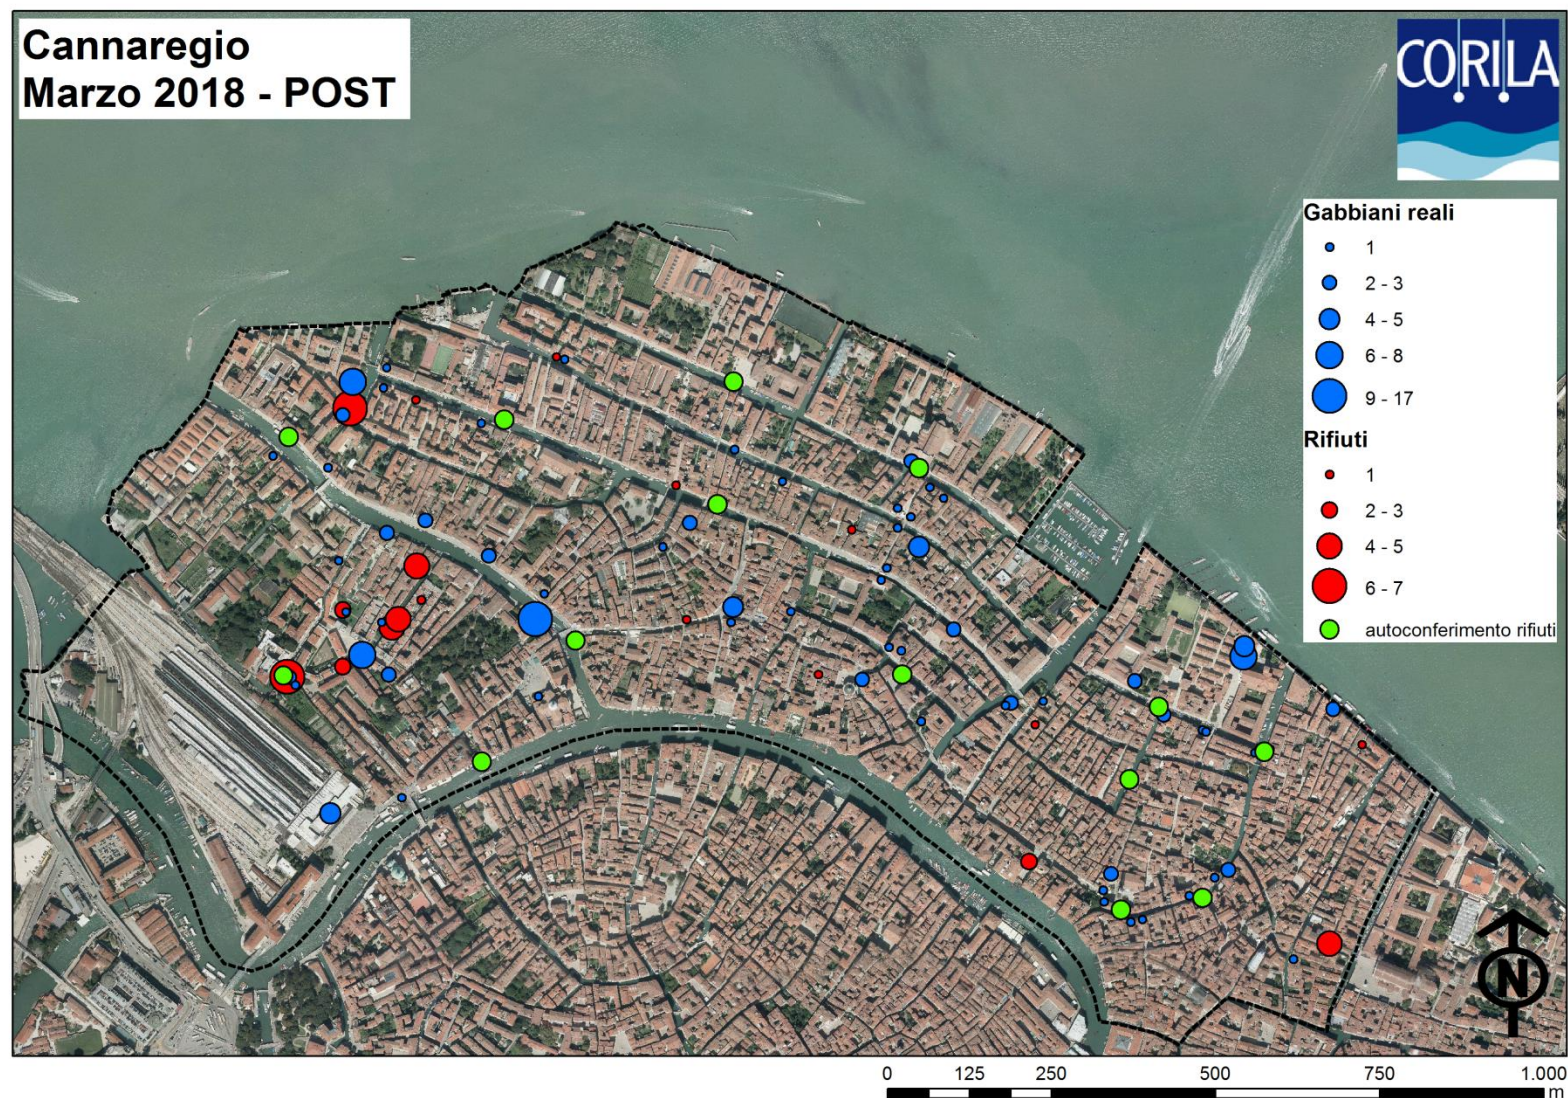 Cannaregio
Marzo 2018 - POST
CORILA
Gabbiani reali
1
2 - 3
4 - 5
6 - 8
9 - 17
Rifiuti
1
2 - 3
4 - 5
6 - 7
autoconferimento rifiuti
N
0 125 250 500 750 1.000
m